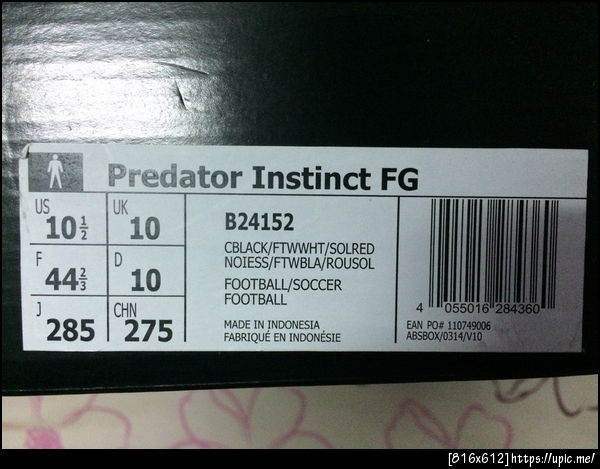 Predator Instinct FG
US 10 1/2 UK 10
F 44 2/3 D 10
J 285 CHN 275
B24152
CBLACK/FTWWHT/SOLRED
NOIESS/FTWBLA/ROUSOL
FOOTBALL/SOCCER
FOOTBALL
MADE IN INDONESIA
FABRIQUÉ EN INDONÉSIE
4 055016 284360
EAN PO# 110749006
ABSBOX/0314/V10
[816x612]https://upic.me/